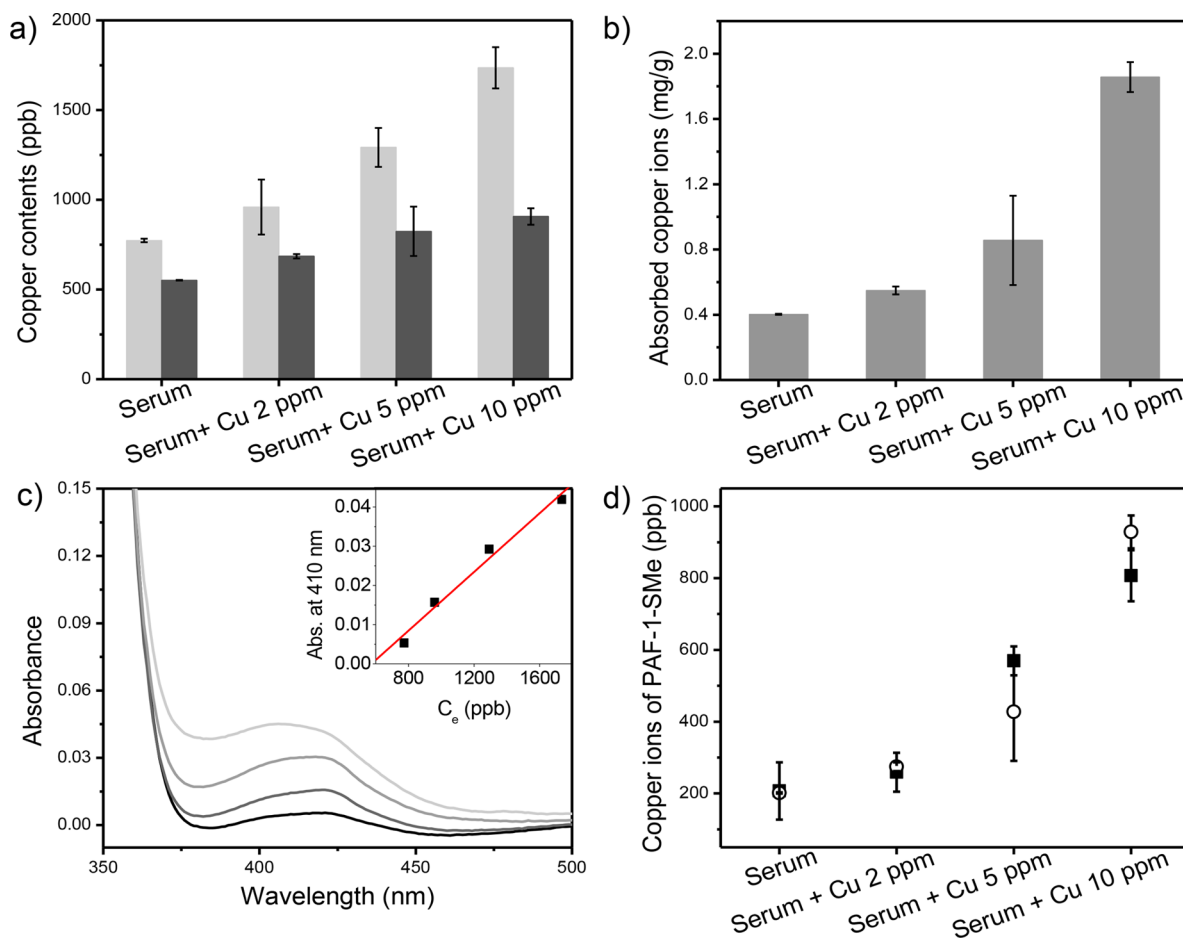 a)
Copper contents (ppb)
2000
1500
1000
500
0
Serum
Serum+ Cu 2 ppm
Serum+ Cu 5 ppm
Serum+ Cu 10 ppm
b)
Absorbed copper ions (mg/g)
2.0
1.6
1.2
0.8
0.4
0.0
Serum
Serum+ Cu 2 ppm
Serum+ Cu 5 ppm
Serum+ Cu 10 ppm
c)
Absorbance
0.15
0.12
0.09
0.06
0.03
0.00
350
400
450
500
Wavelength (nm)
Abs. at 410 nm
0.04
0.03
0.02
0.01
0.00
800
1200
1600
Ce (ppb)
d)
Copper ions of PAF-1-SMe (ppb)
1000
800
600
400
200
Serum
Serum + Cu 2 ppm
Serum + Cu 5 ppm
Serum + Cu 10 ppm